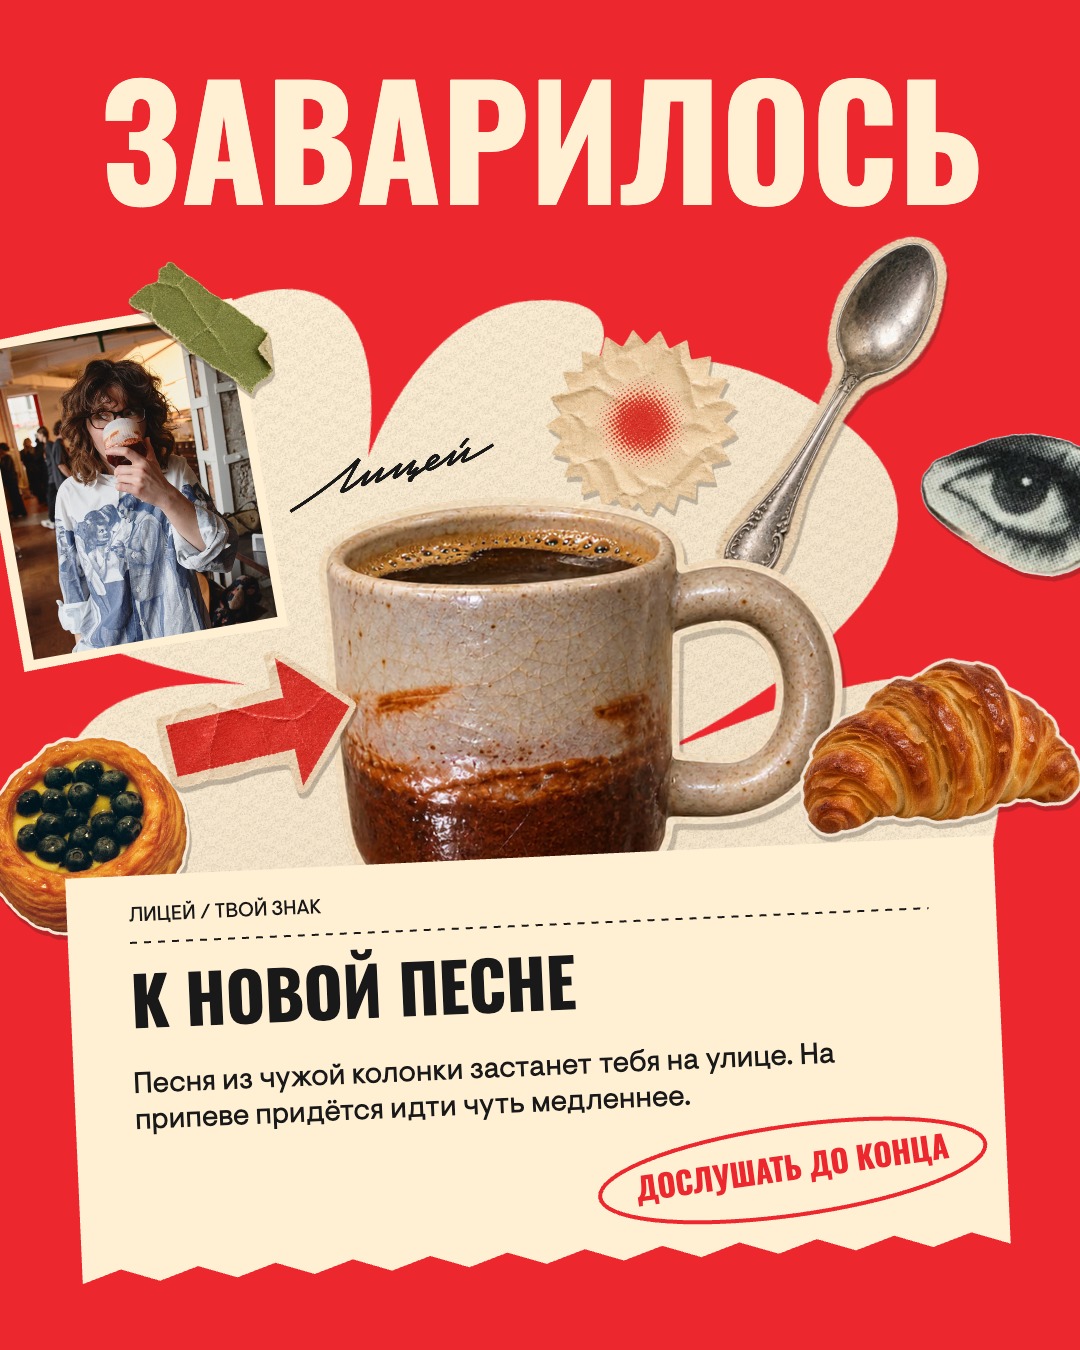 ЗАВАРИЛОСЬ
Лицей
ЛИЦЕЙ / ТВОЙ ЗНАК
К НОВОЙ ПЕСНЕ
Песня из чужой колонки застанет тебя на улице. На
припеве придётся идти чуть медленнее.
ДОСЛУШАТЬ ДО КОНЦА